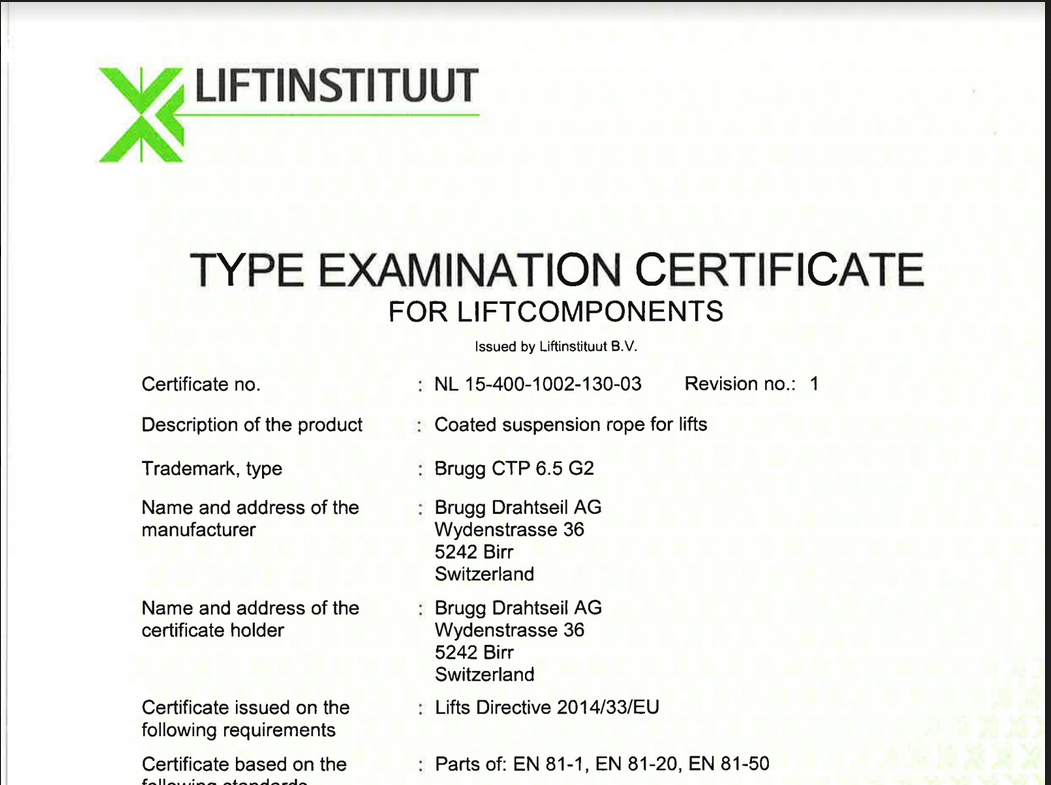 LIFTINSTITUUT
TYPE EXAMINATION CERTIFICATE
FOR LIFTCOMPONENTS
Issued by Liftinstituut B.V.
Certificate no. : NL 15-400-1002-130-03 Revision no.: 1
Description of the product : Coated suspension rope for lifts
Trademark, type : Brugg CTP 6.5 G2
Name and address of the : Brugg Drahtseil AG
manufacturer Wydenstrasse 36
5242 Birr
Switzerland
Name and address of the : Brugg Drahtseil AG
certificate holder Wydenstrasse 36
5242 Birr
Switzerland
Certificate issued on the : Lifts Directive 2014/33/EU
following requirements
Certificate based on the : Parts of: EN 81-1, EN 81-20, EN 81-50
following standards